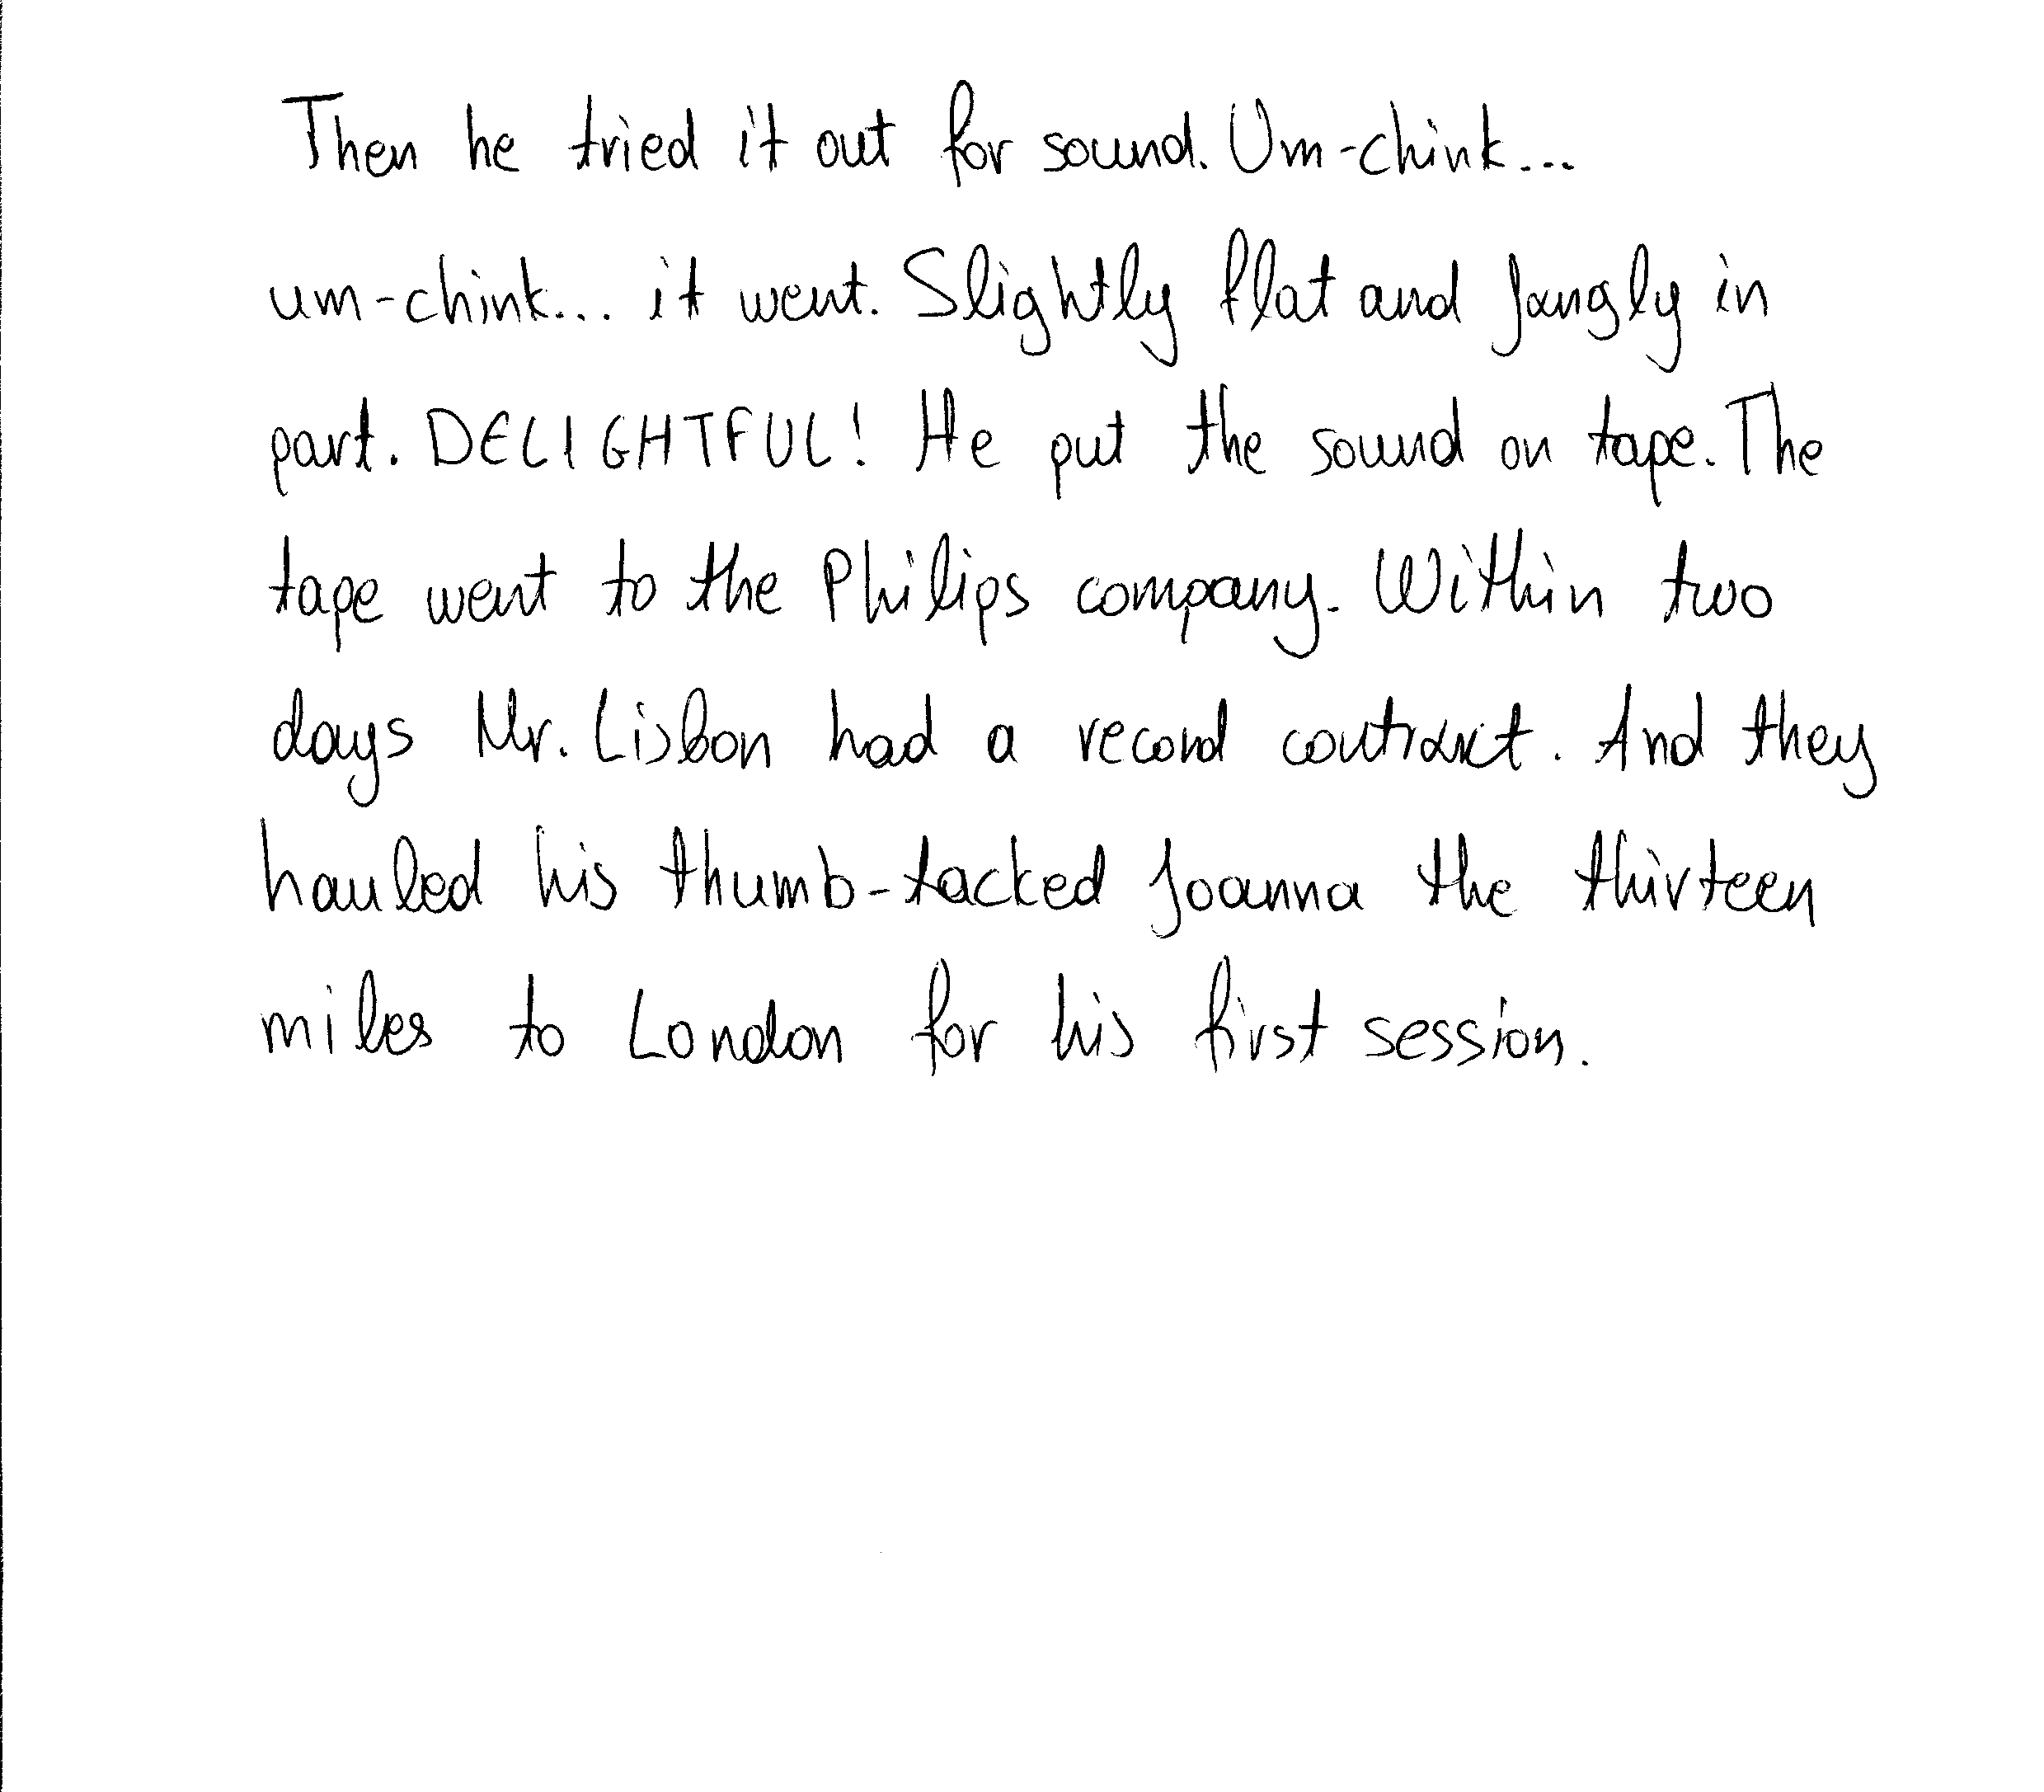 Then he tried it out for sound. Um-chink...
um-chink... it went. Slightly flat and jangly in
part. DELIGHTFUL! He put the sound on tape. The
tape went to the Philips company. Within two
days Mr. Lisbon had a record contract. And they
hauled his thumb-tacked Joanna the thirteen
miles to London for his first session.